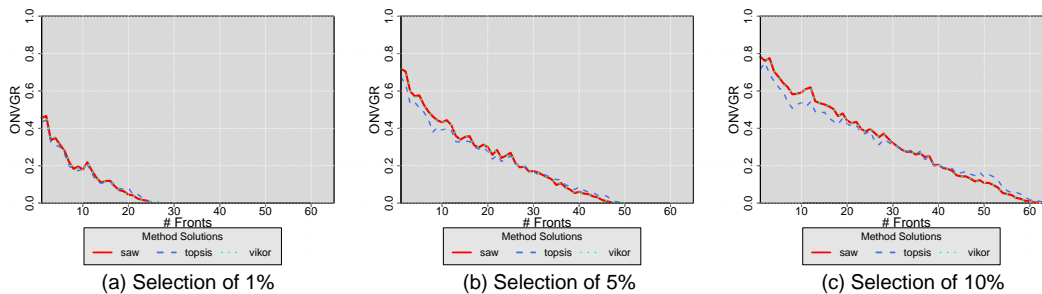 ONVGR
0.0 0.2 0.4 0.6 0.8 1.0
10 20 30 40 50 60
# Fronts
Method Solutions
saw topsis vikor
(a) Selection of 1%
ONVGR
0.0 0.2 0.4 0.6 0.8 1.0
10 20 30 40 50 60
# Fronts
Method Solutions
saw topsis vikor
(b) Selection of 5%
ONVGR
0.0 0.2 0.4 0.6 0.8 1.0
10 20 30 40 50 60
# Fronts
Method Solutions
saw topsis vikor
(c) Selection of 10%